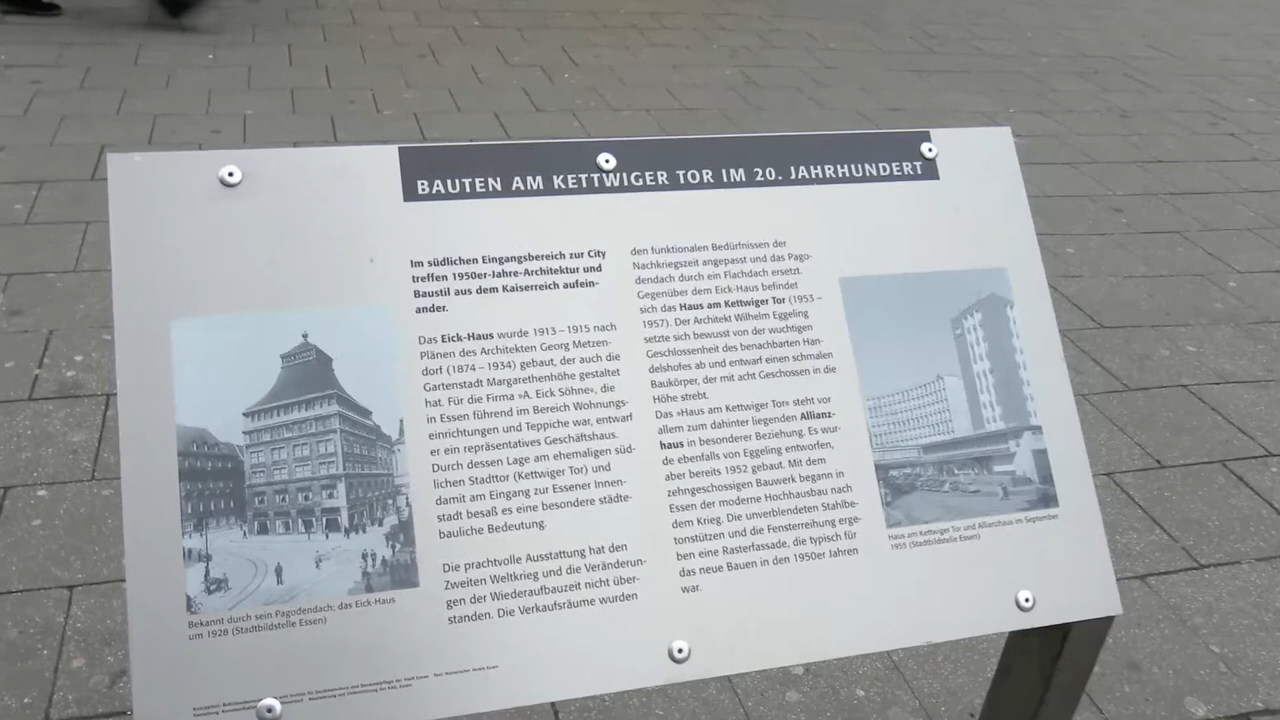 BAUTEN AM KETTWIGER TOR IM 20. JAHRHUNDERT
Im südlichen Eingangsbereich zur City
treffen 1950er-Jahre-Architektur und
Baustil aus dem Kaiserreich aufein-
ander.
Das Eick-Haus wurde 1913 – 1915 nach
Plänen des Architekten Georg Metzen-
dorf (1874 – 1934) gebaut, der auch die
Gartenstadt Margarethenhöhe gestaltet
hat. Für die Firma »A. Eick Söhne«, die
in Essen führend im Bereich Wohnungs-
einrichtungen und Teppiche war, entwarf
er ein repräsentatives Geschäftshaus.
Durch dessen Lage am ehemaligen süd-
lichen Stadttor (Kettwiger Tor) und
damit am Eingang zur Essener Innen-
stadt besaß es eine besondere städte-
bauliche Bedeutung.
Die prachtvolle Ausstattung hat den
Zweiten Weltkrieg und die Veränderun-
gen der Wiederaufbauzeit nicht über-
standen. Die Verkaufsräume wurden
den funktionalen Bedürfnissen der
Nachkriegszeit angepasst und das Pago-
dendach durch ein Flachdach ersetzt.
Gegenüber dem Eick-Haus befindet
sich das Haus am Kettwiger Tor (1953 –
1957). Der Architekt Wilhelm Eggeling
setzte sich bewusst von der wuchtigen
Geschlossenheit des benachbarten Han-
delshofes ab und entwarf einen schmalen
Baukörper, der mit acht Geschossen in die
Höhe strebt.
Das »Haus am Kettwiger Tor« steht vor
allem zum dahinter liegenden Allianz-
haus in besonderer Beziehung. Es wur-
de ebenfalls von Eggeling entworfen,
aber bereits 1952 gebaut. Mit dem
zehngeschossigen Bauwerk begann in
Essen der moderne Hochhausbau nach
dem Krieg. Die unverblendeten Stahlbe-
tonstützen und die Fensterreihung erge-
ben eine Rasterfassade, die typisch für
das neue Bauen in den 1950er Jahren
war.
Bekannt durch sein Pagodendach: das Eick-Haus
um 1928 (Stadtbildstelle Essen)
Haus am Kettwiger Tor und Allianzhaus im September
1955 (Stadtbildstelle Essen)